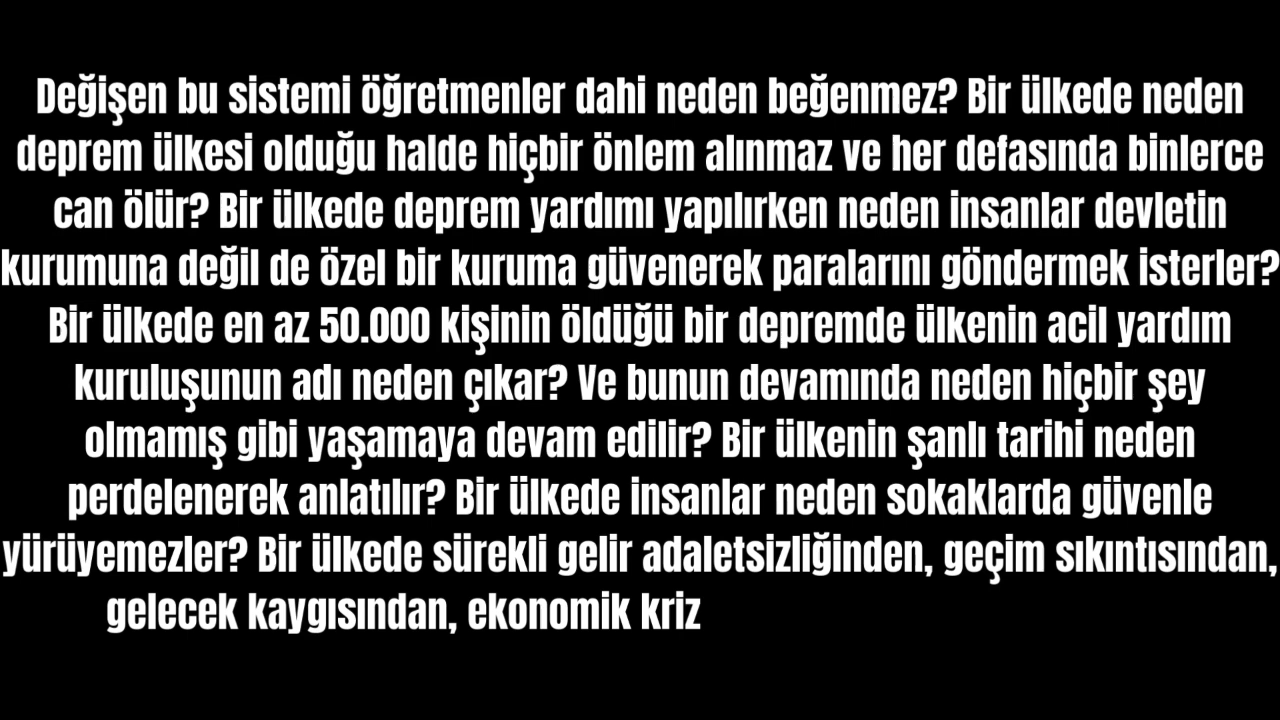 Değişen bu sistemi öğretmenler dahi neden beğenmez? Bir ülkede neden
deprem ülkesi olduğu halde hiçbir önlem alınmaz ve her defasında binlerce
can ölür? Bir ülkede deprem yardımı yapılırken neden insanlar devletin
kurumuna değil de özel bir kuruma güvenerek paralarını göndermek isterler?
Bir ülkede en az 50.000 kişinin öldüğü bir depremde ülkenin acil yardım
kuruluşunun adı neden çıkar? Ve bunun devamında neden hiçbir şey
olmamış gibi yaşamaya devam edilir? Bir ülkenin şanlı tarihi neden
perdelenerek anlatılır? Bir ülkede insanlar neden sokaklarda güvenle
yürüyemezler? Bir ülkede sürekli gelir adaletsizliğinden, geçim sıkıntısından,
gelecek kaygısından, ekonomik kriz